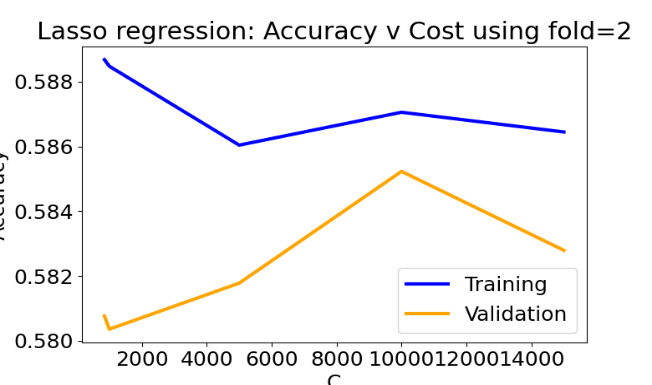 Lasso regression: Accuracy v Cost using fold=2
0.588
0.586
0.584
0.582
0.580
Accuracy
Training
Validation
2000 4000 6000 8000 10000 12000 14000
C